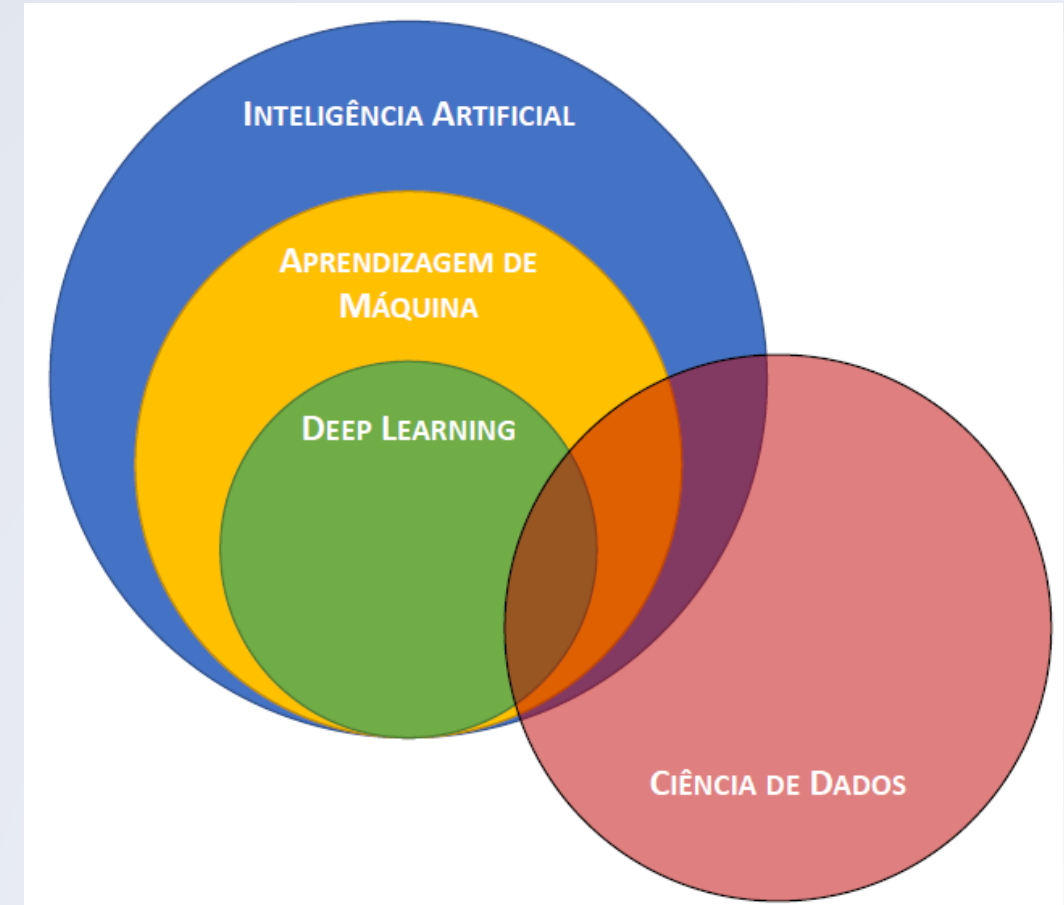 Inteligência Artificial
Aprendizagem de
Máquina
Deep Learning
Ciência de Dados